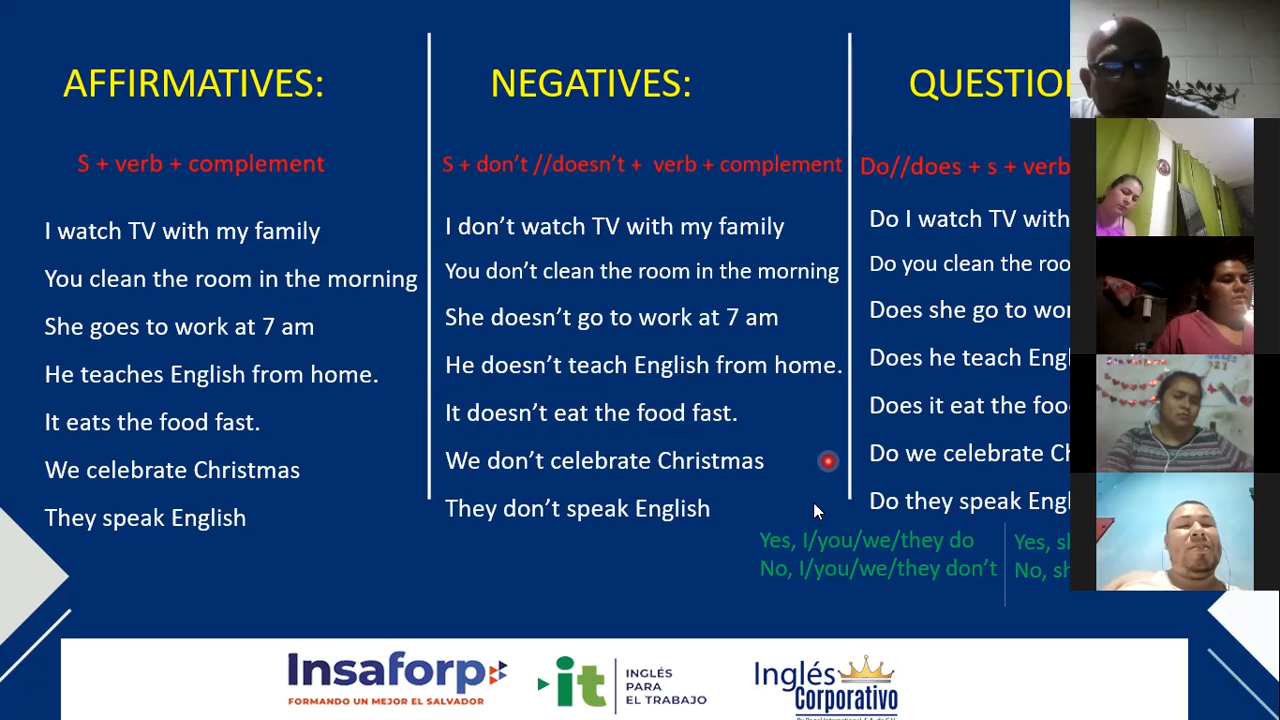 AFFIRMATIVES:
S + verb + complement
I watch TV with my family
You clean the room in the morning
She goes to work at 7 am
He teaches English from home.
It eats the food fast.
We celebrate Christmas
They speak English
NEGATIVES:
S + don't //doesn't + verb + complement
I don't watch TV with my family
You don't clean the room in the morning
She doesn't go to work at 7 am
He doesn't teach English from home.
It doesn't eat the food fast.
We don't celebrate Christmas
They don't speak English
QUESTIO
Do//does + s + verb
Do I watch TV with
Do you clean the roo
Does she go to wor
Does he teach Engl
Does it eat the foo
Do we celebrate Ch
Do they speak Engl
Yes, I/you/we/they do
No, I/you/we/they don't
Yes, sh
No, sh
Insaforp
FORMANDO UN MEJOR EL SALVADOR
it
INGLÉS
PARA
EL TRABAJO
Inglés
Corporativo